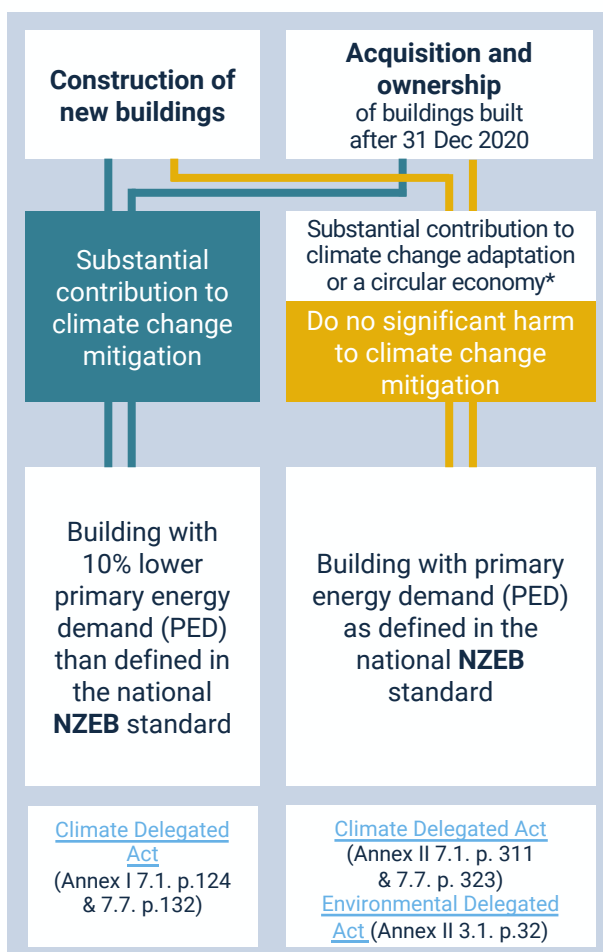 Construction of
new buildings
Acquisition and
ownership
of buildings built
after 31 Dec 2020
Substantial
contribution to
climate change
mitigation
Substantial contribution to
climate change adaptation
or a circular economy*
Do no significant harm
to climate change
mitigation
Building with
10% lower
primary energy
demand (PED)
than defined in
the national
NZEB standard
Building with primary
energy demand (PED)
as defined in the
national NZEB
standard
Climate Delegated
Act
(Annex I 7.1. p.124
& 7.7. p.132)
Climate Delegated Act
(Annex II 7.1. p. 311
& 7.7. p. 323)
Environmental Delegated
Act (Annex II 3.1. p.32)